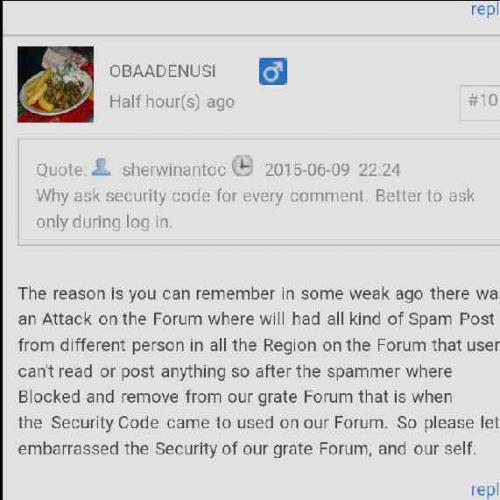 repl
OBAADENUSI
Half hour(s) ago
#10
Quote: sherwinantoc 2015-06-09 22:24
Why ask security code for every comment. Better to ask
only during log in.
The reason is you can remember in some weak ago there wa
an Attack on the Forum where will had all kind of Spam Post
from different person in all the Region on the Forum that user
can't read or post anything so after the spammer where
Blocked and remove from our grate Forum that is when
the Security Code came to used on our Forum. So please let
embarrassed the Security of our grate Forum, and our self.
repl